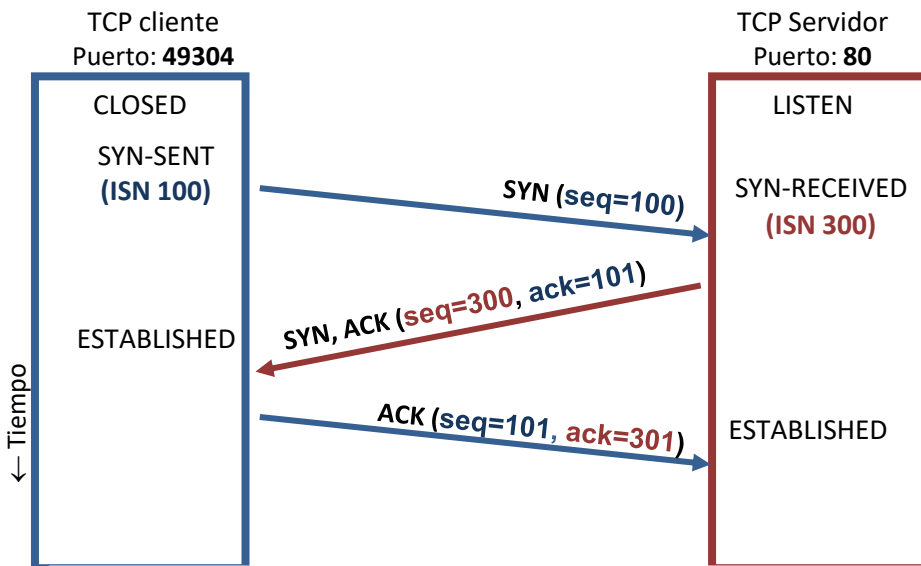 TCP cliente
Puerto: 49304
TCP Servidor
Puerto: 80
CLOSED
LISTEN
SYN-SENT
(ISN 100)
SYN (seq=100)
SYN-RECEIVED
(ISN 300)
SYN, ACK (seq=300, ack=101)
ESTABLISHED
← Tiempo
ACK (seq=101, ack=301)
ESTABLISHED